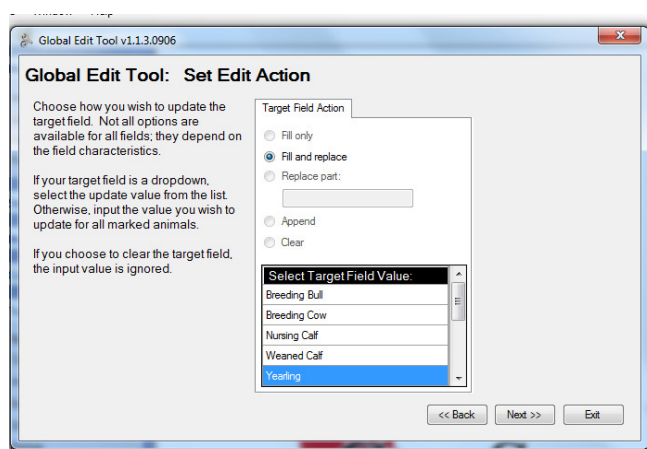 Global Edit Tool v1.1.3.0906
Global Edit Tool:  Set Edit Action
Choose how you wish to update the
target field.  Not all options are
available for all fields; they depend on
the field characteristics.
If your target field is a dropdown,
select the update value from the list.
Otherwise, input the value you wish to
update for all marked animals.
If you choose to clear the target field,
the input value is ignored.
Target Field Action
Fill only
Fill and replace
Replace part:
Append
Clear
Select Target Field Value:
Breeding Bull
Breeding Cow
Nursing Calf
Weaned Calf
Yearling
<< Back
Next >>
Exit